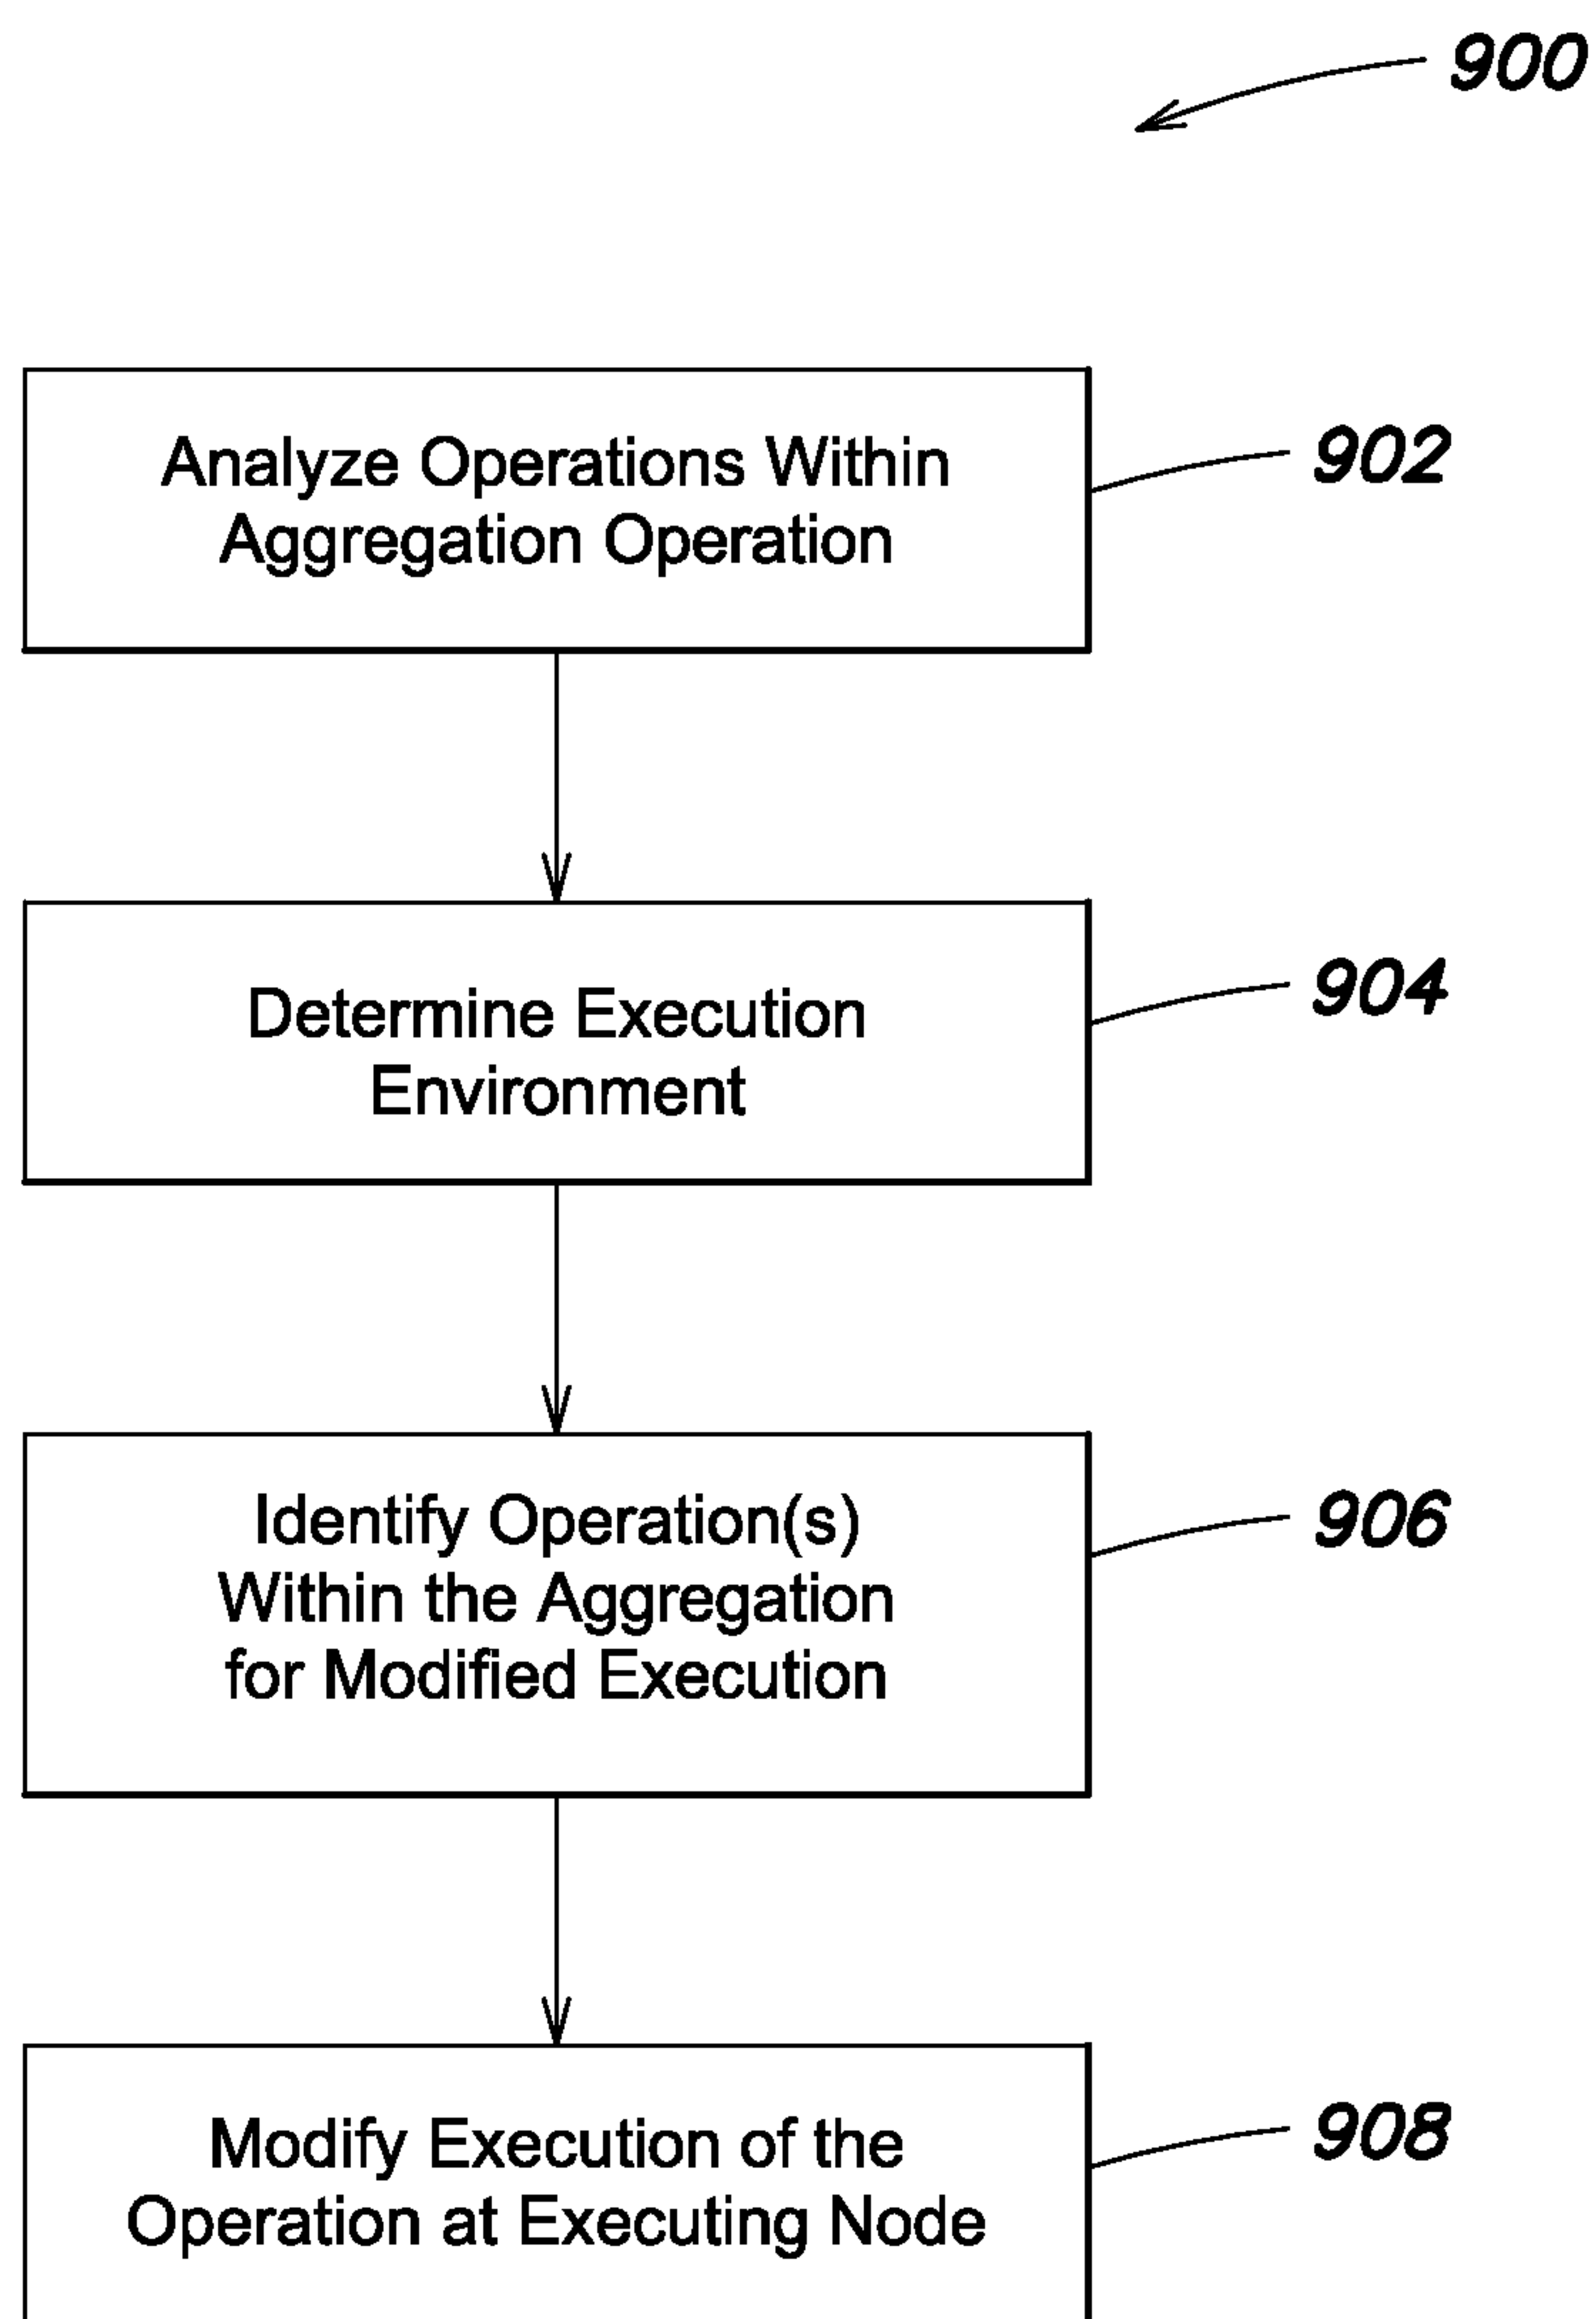 900
Analyze Operations Within
Aggregation Operation
902
Determine Execution
Environment
904
Identify Operation(s)
Within the Aggregation
for Modified Execution
906
Modify Execution of the
Operation at Executing Node
908